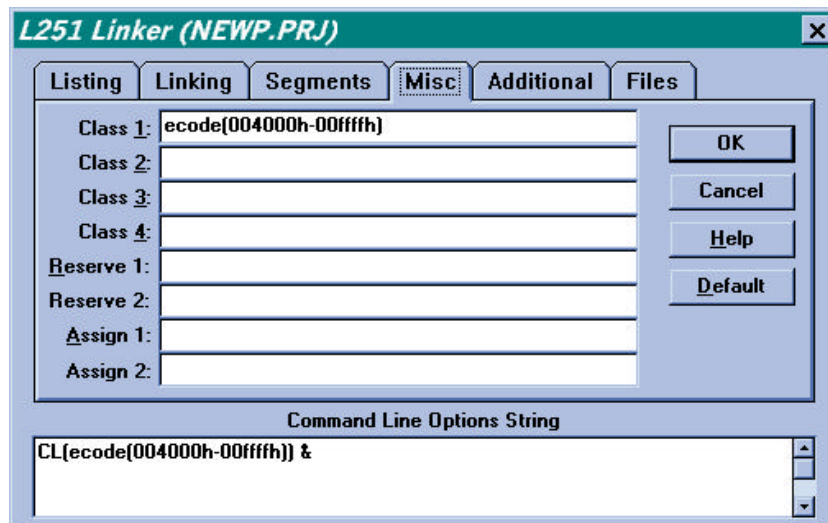 L251 Linker (NEWP.PRJ)
Listing Linking Segments Misc Additional Files
Class 1: ecode(004000h-00ffffh)
OK
Class 2:
Class 3:
Cancel
Class 4:
Help
Reserve 1:
Default
Reserve 2:
Assign 1:
Assign 2:
Command Line Options String
CL(ecode(004000h-00ffffh)) &